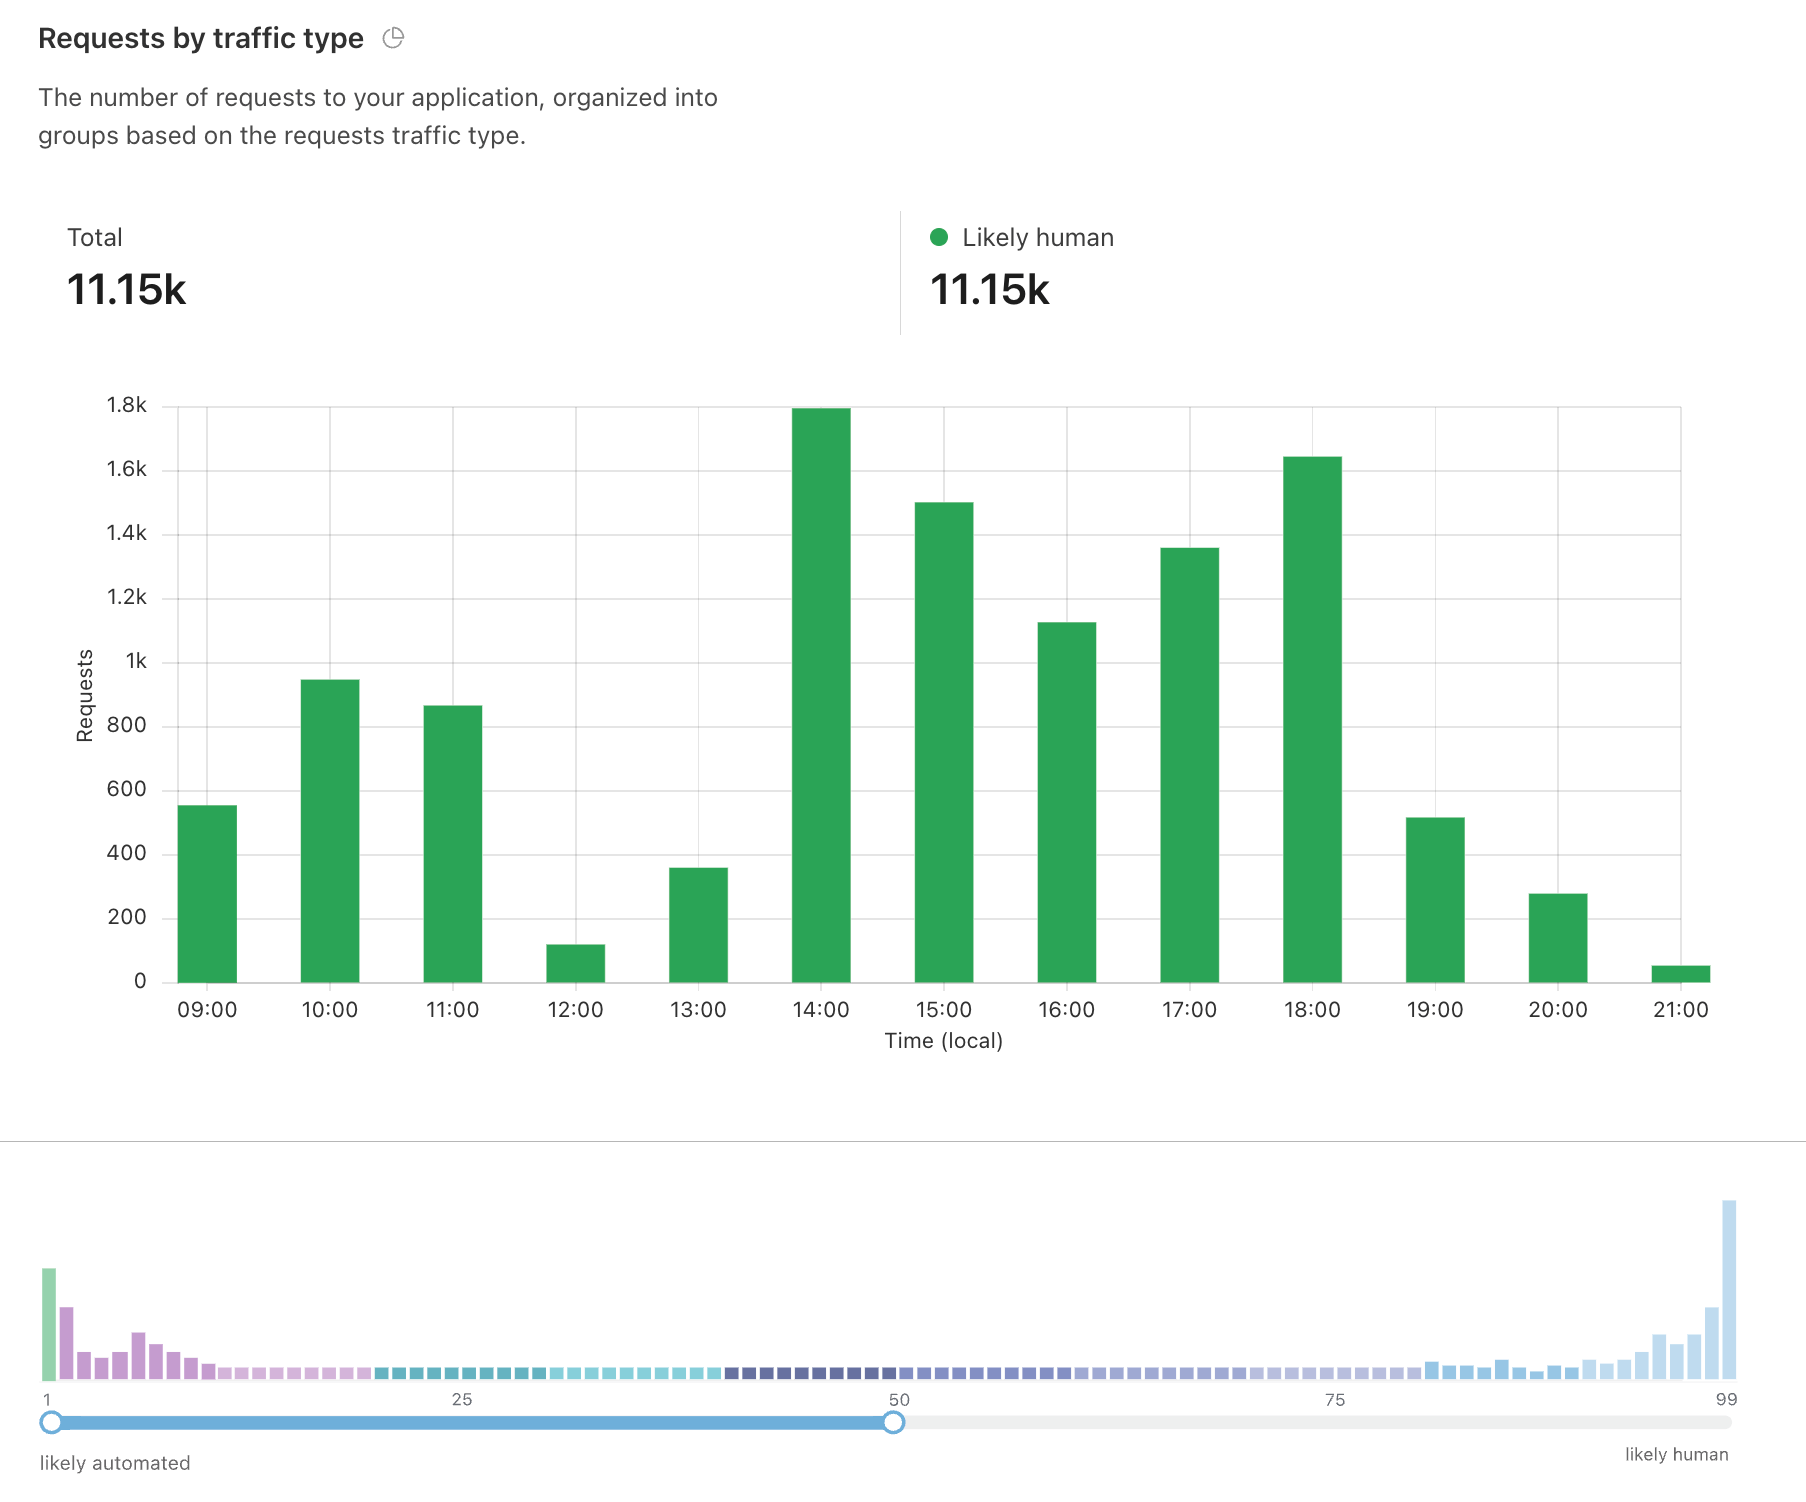 Requests by traffic type
The number of requests to your application, organized into
groups based on the requests traffic type.
Total
11.15k
Likely human
11.15k
Requests
1.8k
1.6k
1.4k
1.2k
1k
800
600
400
200
0
09:00 10:00 11:00 12:00 13:00 14:00 15:00 16:00 17:00 18:00 19:00 20:00 21:00
Time (local)
1 25 50 75 99
likely automated
likely human